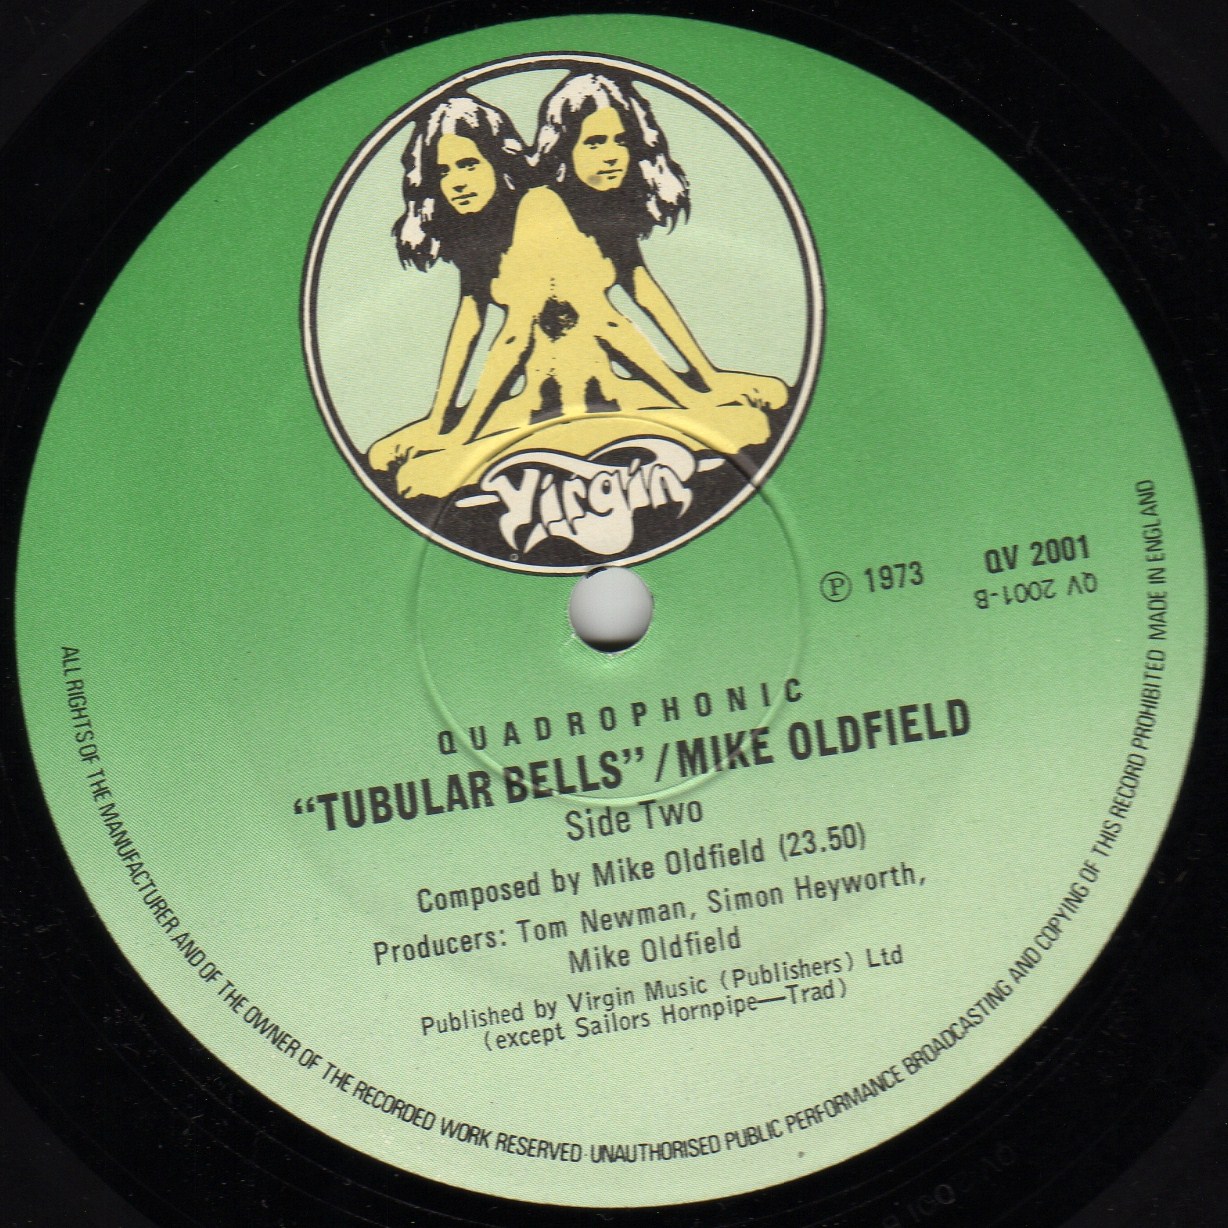 Virgin
℗ 1973 QV 2001
QV 2001-B
QUADROPHONIC
“TUBULAR BELLS”/MIKE OLDFIELD
Side Two
Composed by Mike Oldfield (23.50)
Producers: Tom Newman, Simon Heyworth,
Mike Oldfield
Published by Virgin Music (Publishers) Ltd
(except Sailors Hornpipe—Trad)
ALL RIGHTS OF THE MANUFACTURER AND OF THE OWNER OF THE RECORDED WORK RESERVED·UNAUTHORISED PUBLIC PERFORMANCE BROADCASTING AND COPYING OF THIS RECORD PROHIBITED MADE IN ENGLAND